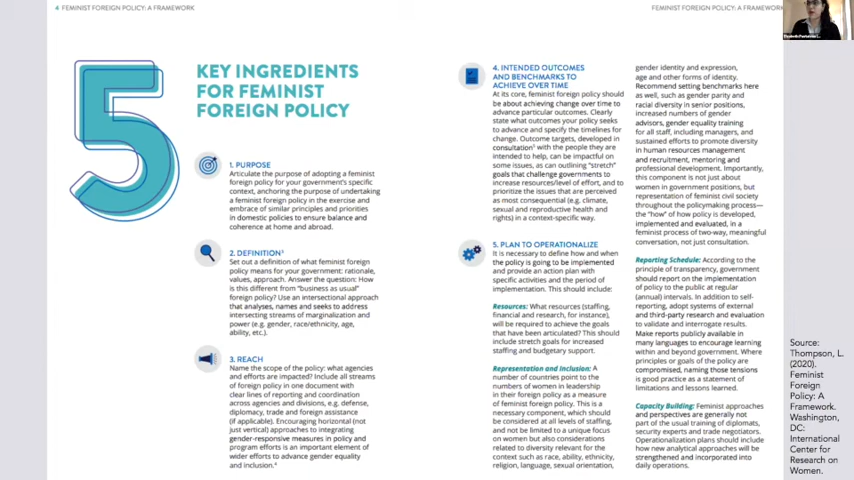 4 FEMINIST FOREIGN POLICY: A FRAMEWORK
FEMINIST FOREIGN POLICY: A FRAMEWORK
5
KEY INGREDIENTS
FOR FEMINIST
FOREIGN POLICY
1. PURPOSE
Articulate the purpose of adopting a feminist
foreign policy for your government's specific
context, anchoring the purpose of undertaking
a feminist foreign policy in the exercise and
embrace of similar principles and priorities
in domestic policies to ensure balance and
coherence at home and abroad.
2. DEFINITION³
Set out a definition of what feminist foreign
policy means for your government: rationale,
values, approach. Answer the question: How
is this different from "business as usual"
foreign policy? Use an intersectional approach
that analyses, names and seeks to address
intersecting streams of marginalization and
power (e.g. gender, race/ethnicity, age,
ability, etc.).
3. REACH
Name the scope of the policy: what agencies
and efforts are impacted? Include all streams
of foreign policy in one document with
clear lines of reporting and coordination
across agencies and divisions, e.g. defense,
diplomacy, trade and foreign assistance
(if applicable). Encouraging horizontal (not
just vertical) approaches to integrating
gender-responsive measures in policy and
program efforts is an important element of
wider efforts to advance gender equality
and inclusion.⁴
4. INTENDED OUTCOMES
AND BENCHMARKS TO
ACHIEVE OVER TIME
At its core, feminist foreign policy should
be about achieving change over time to
advance particular outcomes. Clearly
state what outcomes your policy seeks
to advance and specify the timelines for
change. Outcome targets, developed in
consultation⁵ with the people they are
intended to help, can be impactful on
some issues, as can outlining "stretch"
goals that challenge governments to
increase resources/level of effort, and to
prioritize the issues that are perceived
as most consequential (e.g. climate,
sexual and reproductive health and
rights) in a context-specific way.
5. PLAN TO OPERATIONALIZE
It is necessary to define how and when
the policy is going to be implemented
and provide an action plan with
specific activities and the period of
implementation. This should include:
Resources: What resources (staffing,
financial and research, for instance),
will be required to achieve the goals
that have been articulated? This should
include stretch goals for increased
staffing and budgetary support.
Representation and Inclusion: A
number of countries point to the
numbers of women in leadership
in their foreign policy as a measure
of feminist foreign policy. This is a
necessary component, which should
be considered at all levels of staffing,
and not be limited to a unique focus
on women but also considerations
related to diversity relevant for the
context such as race, ability, ethnicity,
religion, language, sexual orientation,
gender identity and expression,
age and other forms of identity.
Recommend setting benchmarks here
as well, such as gender parity and
racial diversity in senior positions,
increased numbers of gender
advisors, gender equality training
for all staff, including managers, and
sustained efforts to promote diversity
in human resources management
and recruitment, mentoring and
professional development. Importantly,
this component is not just about
women in government positions, but
representation of feminist civil society
throughout the policymaking process—
the "how" of how policy is developed,
implemented and evaluated, in a
feminist process of two-way, meaningful
conversation, not just consultation.
Reporting Schedule: According to the
principle of transparency, government
should report on the implementation
of policy to the public at regular
(annual) intervals. In addition to self-
reporting, adopt systems of external
and third-party research and evaluation
to validate and interrogate results.
Make reports publicly available in
many languages to encourage learning
within and beyond government. Where
principles or goals of the policy are
compromised, naming those tensions
is good practice as a statement of
limitations and lessons learned.
Capacity Building: Feminist approaches
and perspectives are generally not
part of the usual training of diplomats,
security experts and trade negotiators.
Operationalization plans should include
how new analytical approaches will be
strengthened and incorporated into
daily operations.
Source:
Thompson, L.
(2020).
Feminist
Foreign
Policy: A
Framework.
Washington,
DC:
International
Center for
Research on
Women.